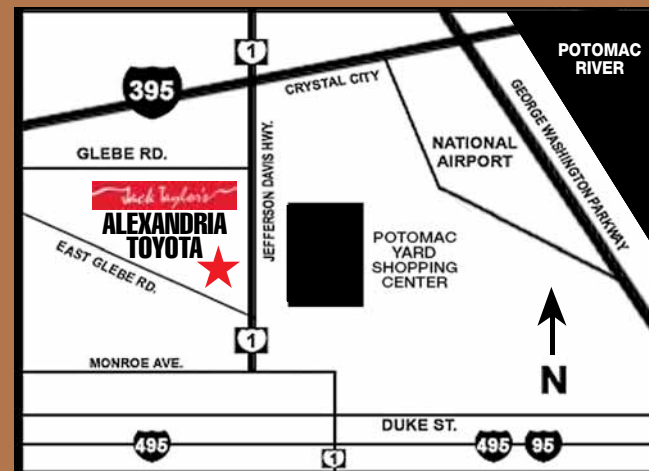 1
POTOMAC
RIVER
395
CRYSTAL CITY
GEORGE WASHINGTON PARKWAY
GLEBE RD.
JEFFERSON DAVIS HWY.
NATIONAL
AIRPORT
Jack Taylor's
ALEXANDRIA
TOYOTA
EAST GLEBE RD.
POTOMAC
YARD
SHOPPING
CENTER
1
MONROE AVE.
N
DUKE ST.
495
495
95
1